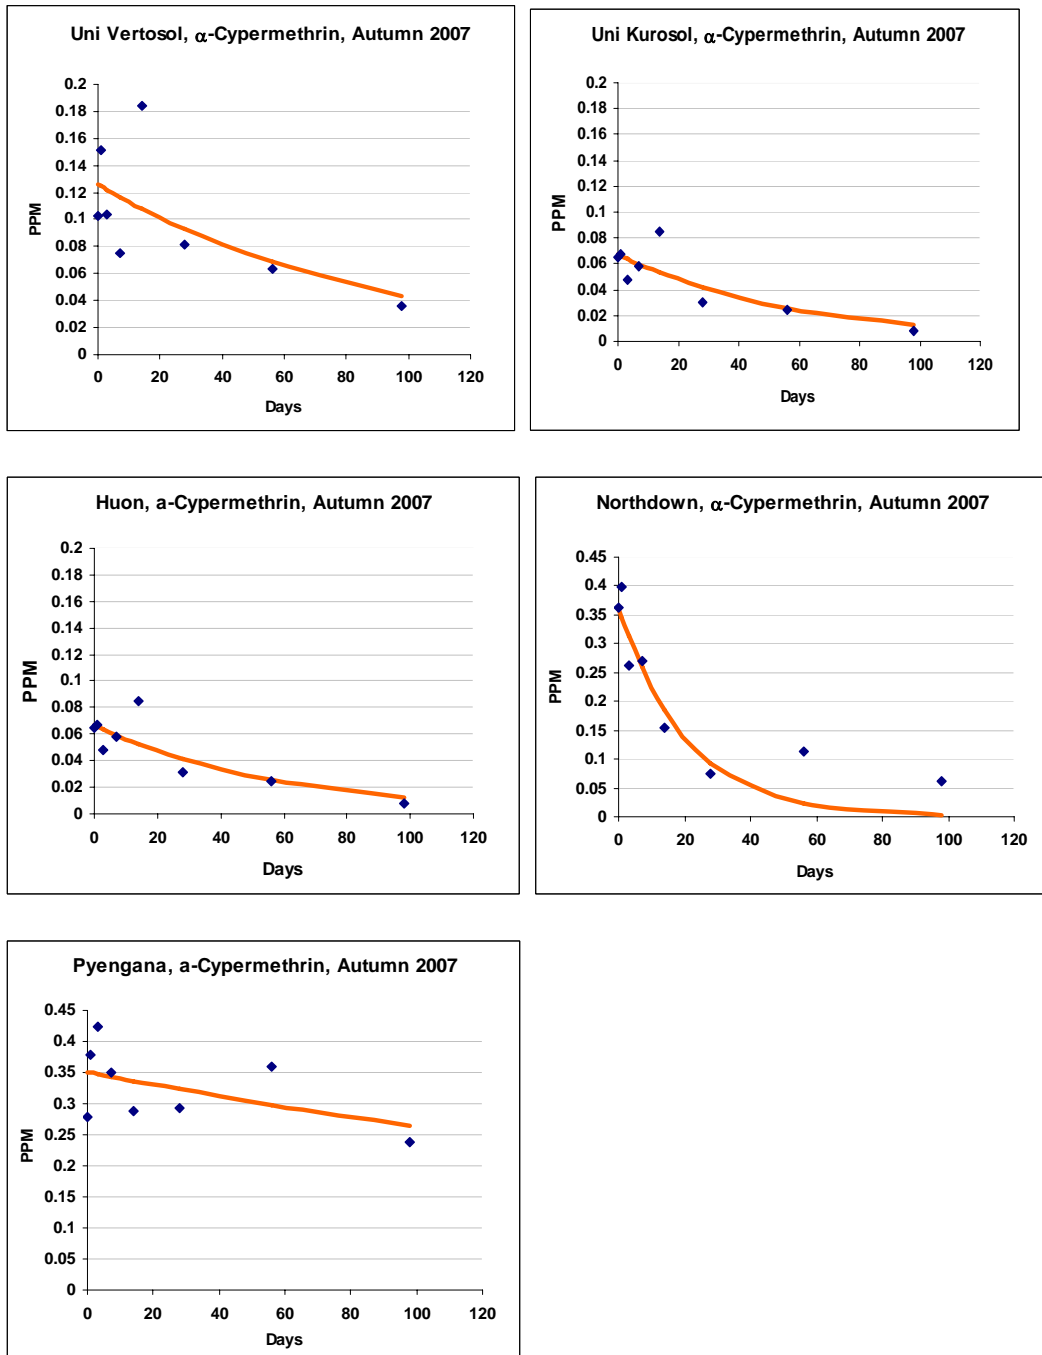 Uni Vertosol, α-Cypermethrin, Autumn 2007
0.2
0.18
0.16
0.14
0.12
0.1
0.08
0.06
0.04
0.02
0
PPM
0 20 40 60 80 100 120
Days
Uni Kurosol, α-Cypermethrin, Autumn 2007
0.2
0.18
0.16
0.14
0.12
0.1
0.08
0.06
0.04
0.02
0
PPM
0 20 40 60 80 100 120
Days
Huon, a-Cypermethrin, Autumn 2007
0.2
0.18
0.16
0.14
0.12
0.1
0.08
0.06
0.04
0.02
0
PPM
0 20 40 60 80 100 120
Days
Northdown, α-Cypermethrin, Autumn 2007
0.45
0.4
0.35
0.3
0.25
0.2
0.15
0.1
0.05
0
PPM
0 20 40 60 80 100 120
Days
Pyengana, a-Cypermethrin, Autumn 2007
0.45
0.4
0.35
0.3
0.25
0.2
0.15
0.1
0.05
0
PPM
0 20 40 60 80 100 120
Days